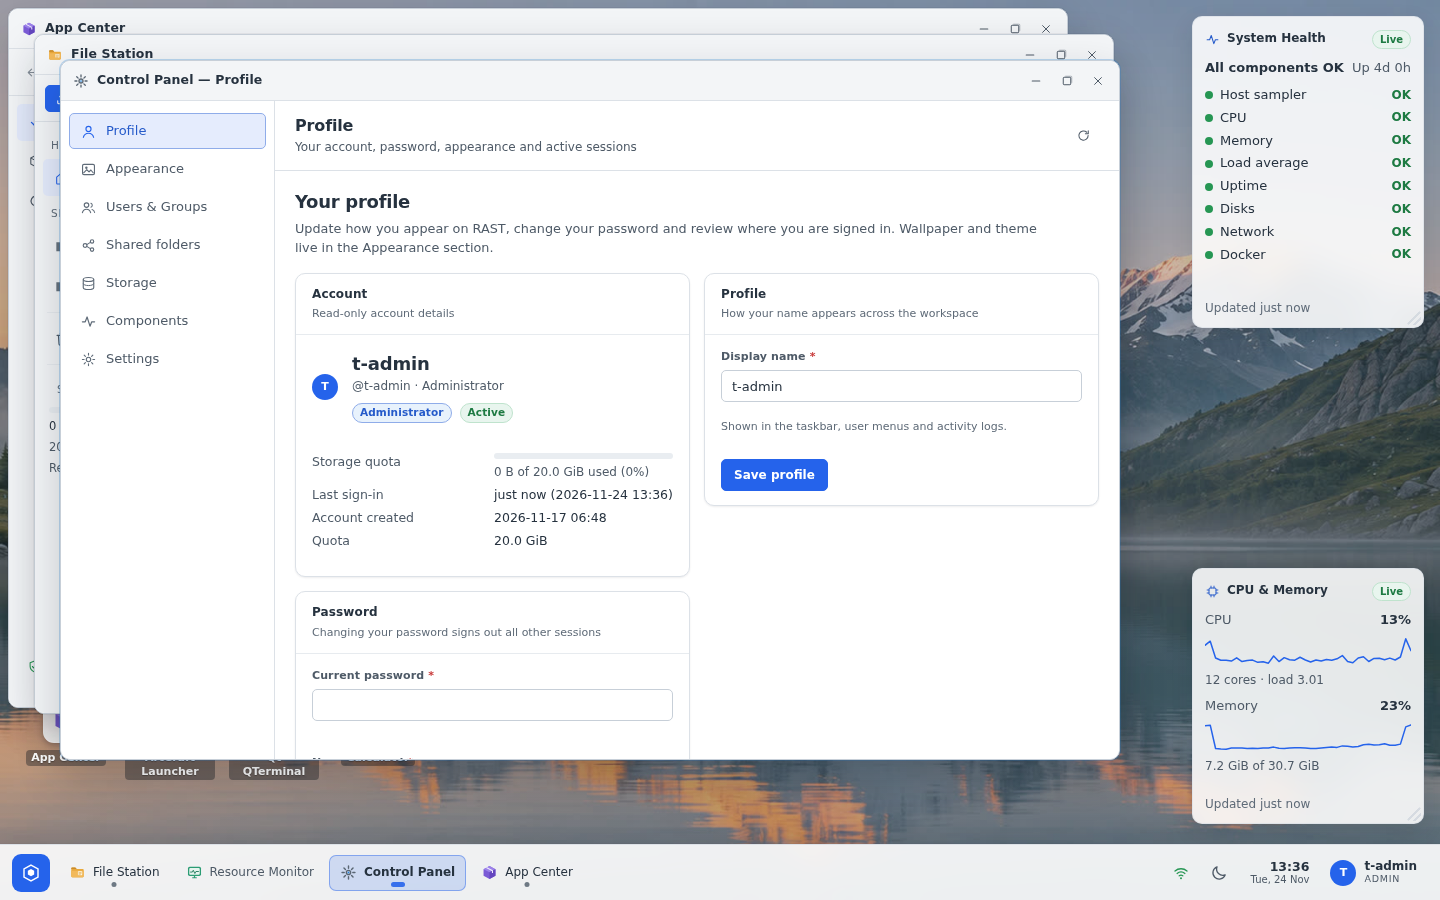 App Center
File Station
Control Panel — Profile
Profile
Appearance
Users & Groups
Shared folders
Storage
Components
Settings
Profile
Your account, password, appearance and active sessions
Your profile
Update how you appear on RAST, change your password and review where you are signed in. Wallpaper and theme
live in the Appearance section.
Account
Read-only account details
T
t-admin
@t-admin · Administrator
Administrator
Active
Storage quota
0 B of 20.0 GiB used (0%)
Last sign-in
just now (2026-11-24 13:36)
Account created
2026-11-17 06:48
Quota
20.0 GiB
Profile
How your name appears across the workspace
Display name *
t-admin
Shown in the taskbar, user menus and activity logs.
Save profile
Password
Changing your password signs out all other sessions
Current password *
System Health
Live
All components OK
Up 4d 0h
Host sampler OK
CPU OK
Memory OK
Load average OK
Uptime OK
Disks OK
Network OK
Docker OK
Updated just now
CPU & Memory
Live
CPU 13%
12 cores · load 3.01
Memory 23%
7.2 GiB of 30.7 GiB
Updated just now
Launcher
QTerminal
File Station
Resource Monitor
Control Panel
App Center
13:36
Tue, 24 Nov
T
t-admin
ADMIN